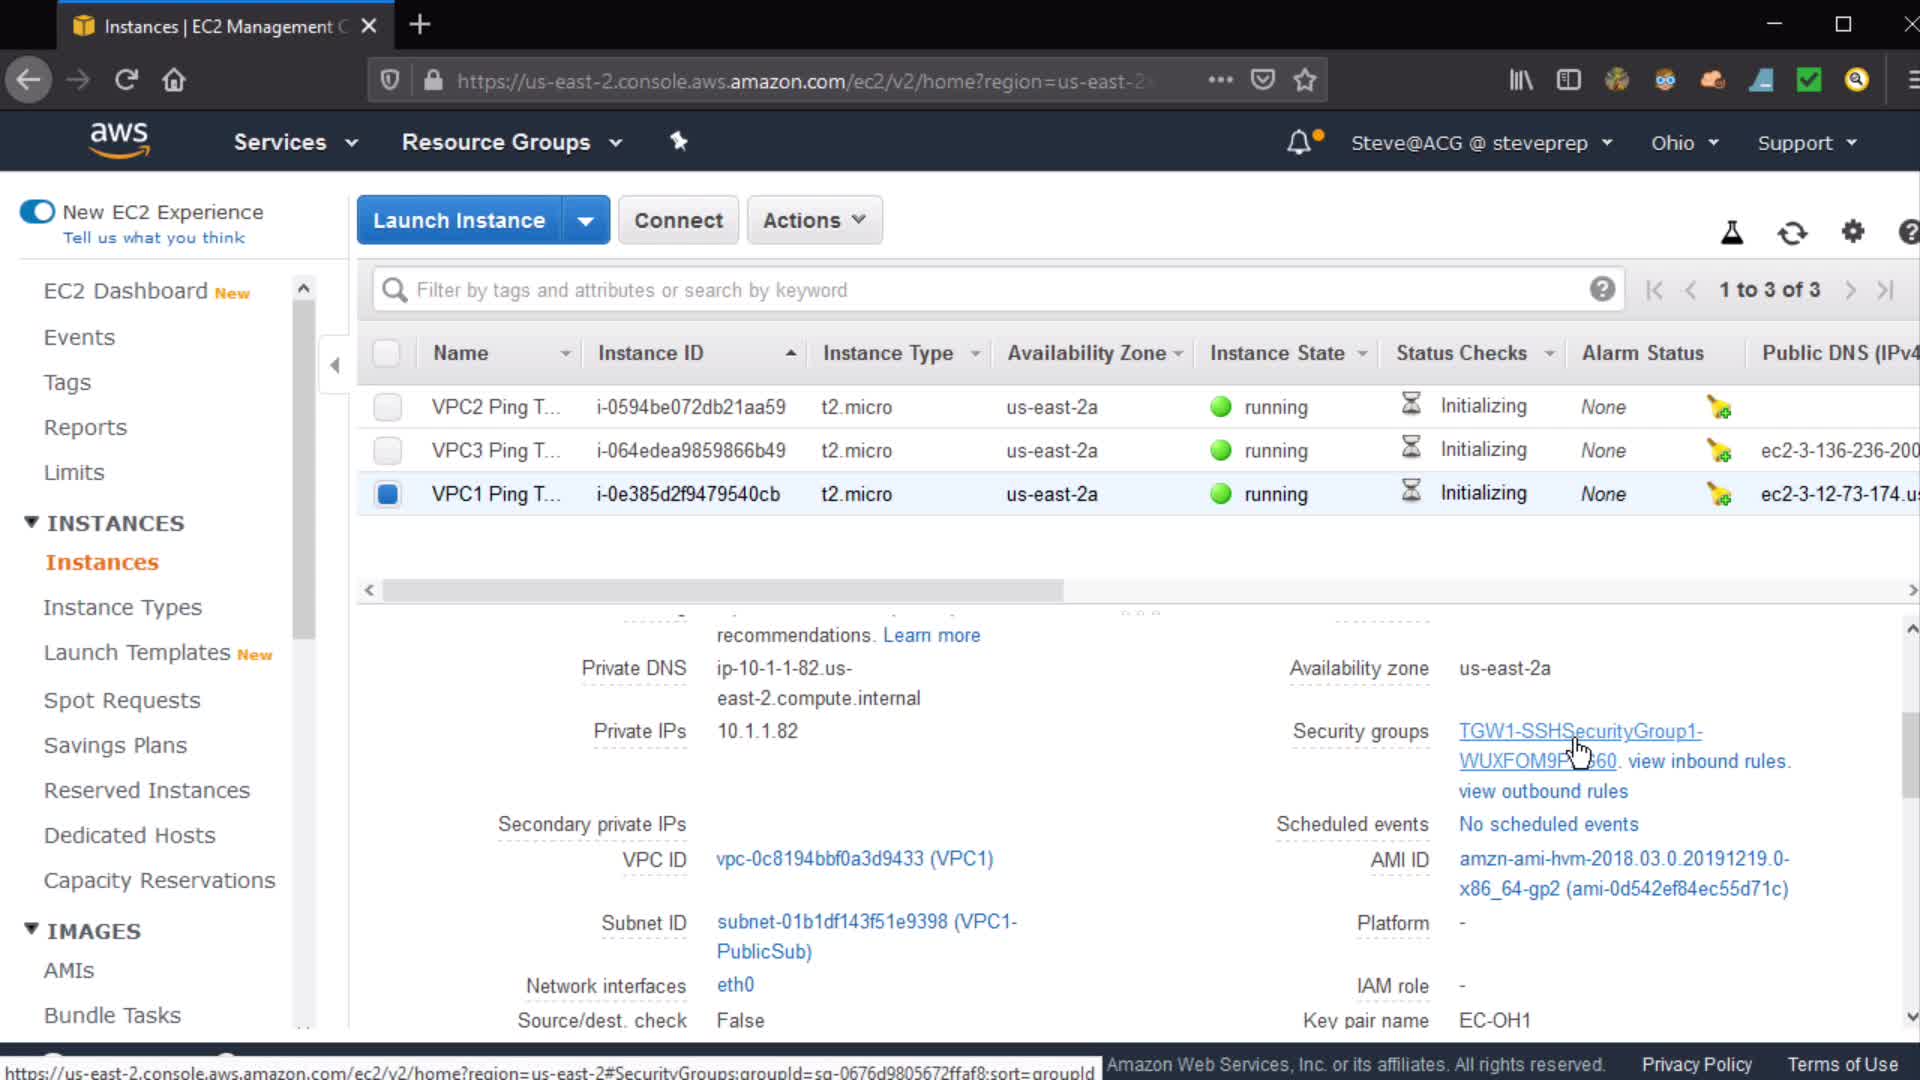 Instances | EC2 Management C
https://us-east-2.console.aws.amazon.com/ec2/v2/home?region=us-east-2
aws
Services
Resource Groups
Steve@ACG @ steveprep
Ohio
Support
New EC2 Experience
Tell us what you think
Launch Instance
Connect
Actions
Filter by tags and attributes or search by keyword
1 to 3 of 3
EC2 Dashboard New
Events
Tags
Reports
Limits
INSTANCES
Instances
Instance Types
Launch Templates New
Spot Requests
Savings Plans
Reserved Instances
Dedicated Hosts
Capacity Reservations
IMAGES
AMIs
Bundle Tasks
Name Instance ID Instance Type Availability Zone Instance State Status Checks Alarm Status Public DNS (IPv4
VPC2 Ping T... i-0594be072db21aa59 t2.micro us-east-2a running Initializing None
VPC3 Ping T... i-064edea9859866b49 t2.micro us-east-2a running Initializing None ec2-3-136-236-200
VPC1 Ping T... i-0e385d2f9479540cb t2.micro us-east-2a running Initializing None ec2-3-12-73-174.us
recommendations. Learn more
Private DNS ip-10-1-1-82.us-
east-2.compute.internal
Availability zone us-east-2a
Private IPs 10.1.1.82
Security groups TGW1-SSHSecurityGroup1-
view inbound rules.
view outbound rules
Secondary private IPs
Scheduled events No scheduled events
VPC ID vpc-0c8194bbf0a3d9433 (VPC1)
AMI ID amzn-ami-hvm-2018.03.0.20191219.0-
x86_64-gp2 (ami-0d542ef84ec55d71c)
Subnet ID subnet-01b1df143f51e9398 (VPC1-
PublicSub)
Platform -
Network interfaces eth0
IAM role -
Source/dest. check False
Key pair name EC-OH1
https://us-east-2.console.aws.amazon.com/ec2/v2/home?region=us-east-2#SecurityGroups:groupId=sg-0676d9805672ffaf8;sort=groupId
Amazon Web Services, Inc. or its affiliates. All rights reserved.
Privacy Policy
Terms of Use